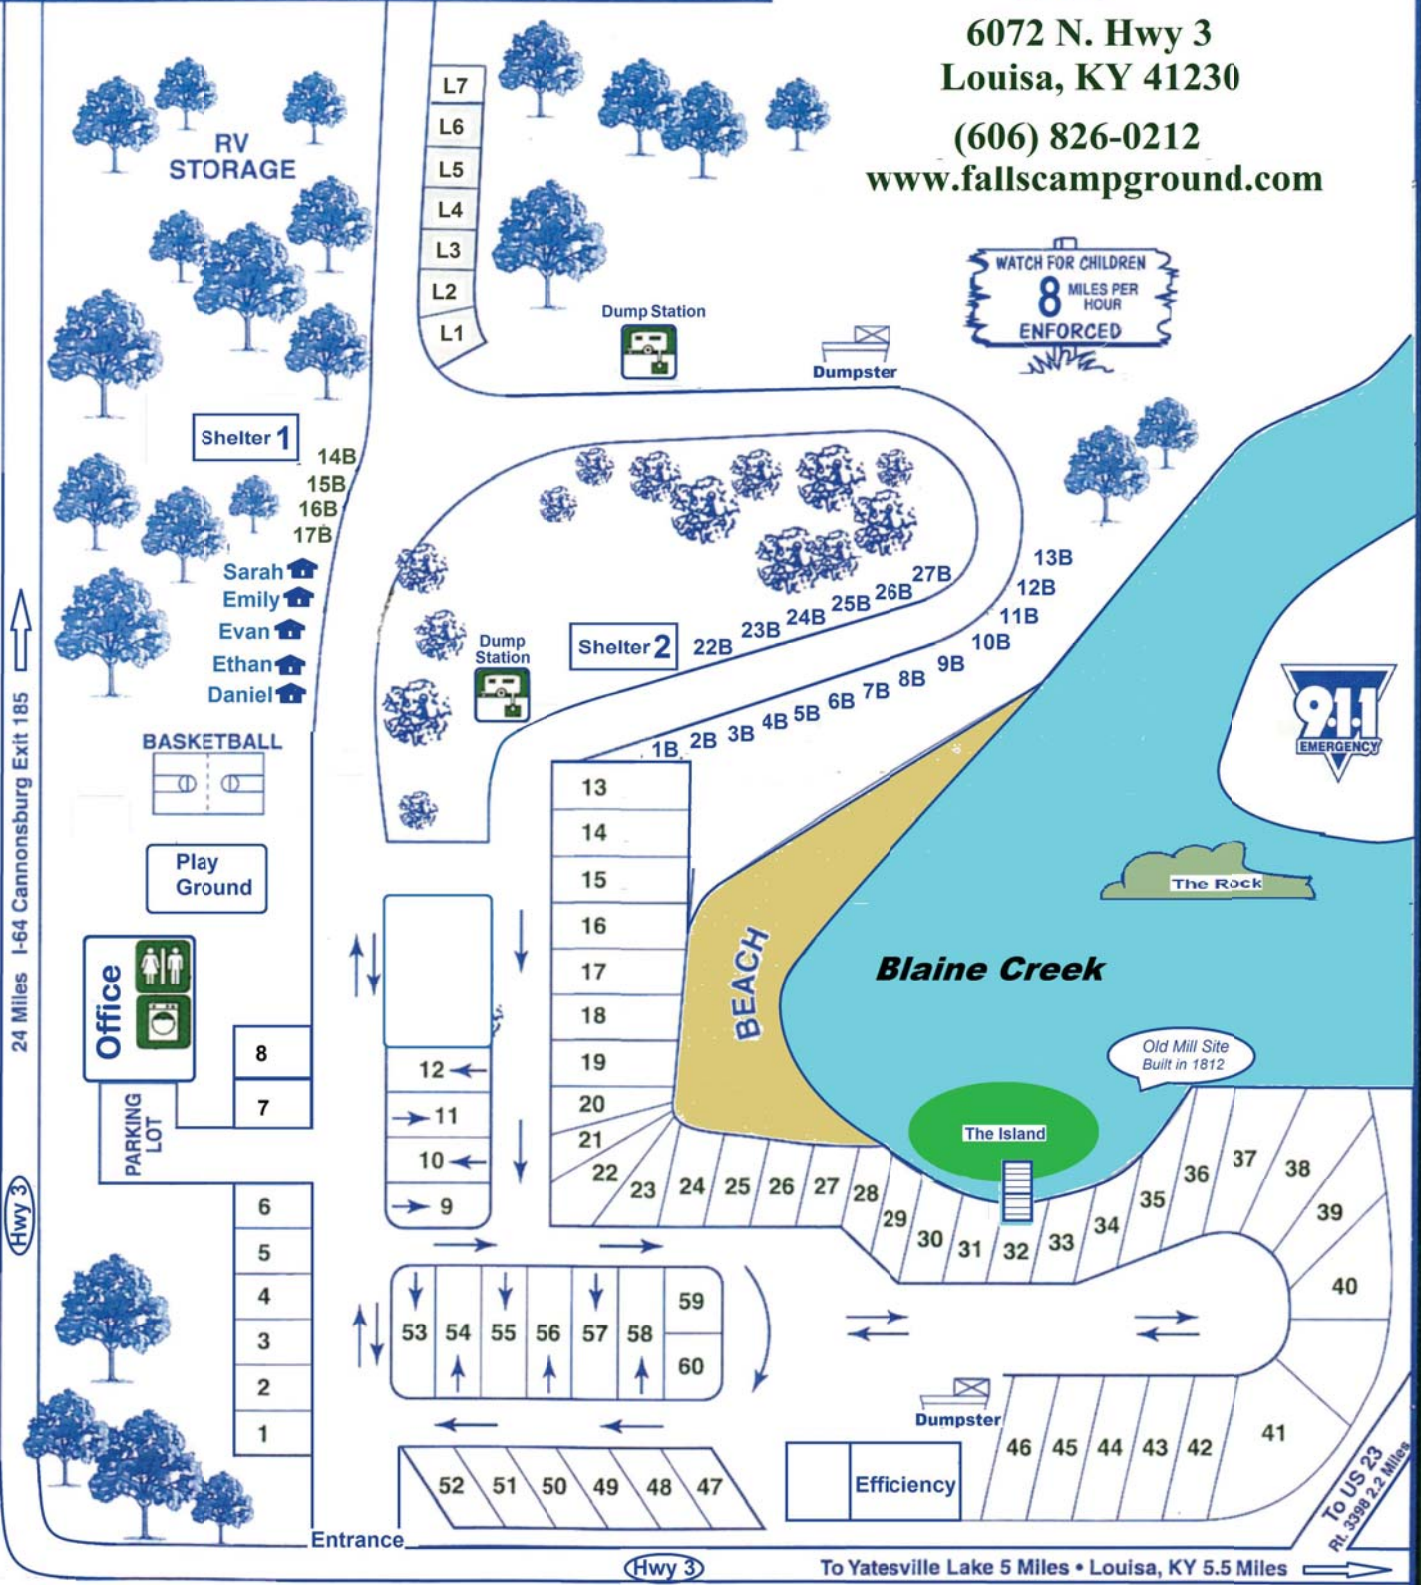 6072 N. Hwy 3
Louisa, KY 41230
(606) 826-0212
www.fallscampground.com
L7
L6
L5
L4
L3
L2
L1
RV
STORAGE
WATCH FOR CHILDREN
8 MILES PER
HOUR
ENFORCED
Dump Station
Dumpster
Shelter 1
14B
15B
16B
17B
Sarah
Emily
Evan
Ethan
Daniel
13B
12B
11B
10B
9B
8B
7B
6B
5B
4B
3B
2B
1B
27B
26B
25B
24B
23B
22B
Shelter 2
Dump
Station
911
EMERGENCY
BASKETBALL
Play
Ground
Office
PARKING
LOT
8
7
6
5
4
3
2
1
12
11
10
9
13
14
15
16
17
18
19
20
21
22
23
24
25
26
27
28
29
30
31
32
33
34
35
36
37
38
39
40
41
42
43
44
45
46
BEACH
Blaine Creek
The Rock
Old Mill Site
Built in 1812
The Island
53
54
55
56
57
58
59
60
52
51
50
49
48
47
Dumpster
Efficiency
Entrance
24 Miles I-64 Cannonsburg Exit 185
Hwy 3
Hwy 3
To Yatesville Lake 5 Miles • Louisa, KY 5.5 Miles
To US 23
Rt. 3398 2.2 Miles